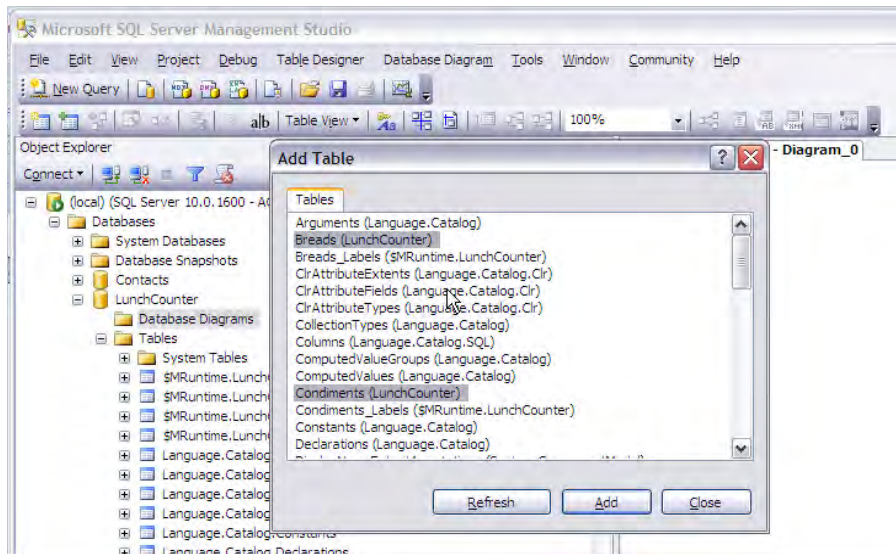 Microsoft SQL Server Management Studio
File Edit View Project Debug Table Designer Database Diagram Tools Window Community Help
New Query
alb Table View 100%
Object Explorer
Connect
(local) (SQL Server 10.0.1600 - A
Databases
System Databases
Database Snapshots
Contacts
LunchCounter
Database Diagrams
Tables
System Tables
$MRuntime.Lunch
$MRuntime.Lunch
$MRuntime.Lunch
$MRuntime.Lunch
Language.Catalog
Language.Catalog
Language.Catalog
Language.Catalog.Constants
Language.Catalog.Declarations
- Diagram_0
Add Table
Tables
Arguments (Language.Catalog)
Breads (LunchCounter)
Breads_Labels ($MRuntime.LunchCounter)
ClrAttributeExtents (Language.Catalog.Clr)
ClrAttributeFields (Language.Catalog.Clr)
ClrAttributeTypes (Language.Catalog.Clr)
CollectionTypes (Language.Catalog)
Columns (Language.Catalog.SQL)
ComputedValueGroups (Language.Catalog)
ComputedValues (Language.Catalog)
Condiments (LunchCounter)
Condiments_Labels ($MRuntime.LunchCounter)
Constants (Language.Catalog)
Declarations (Language.Catalog)
Refresh Add Close